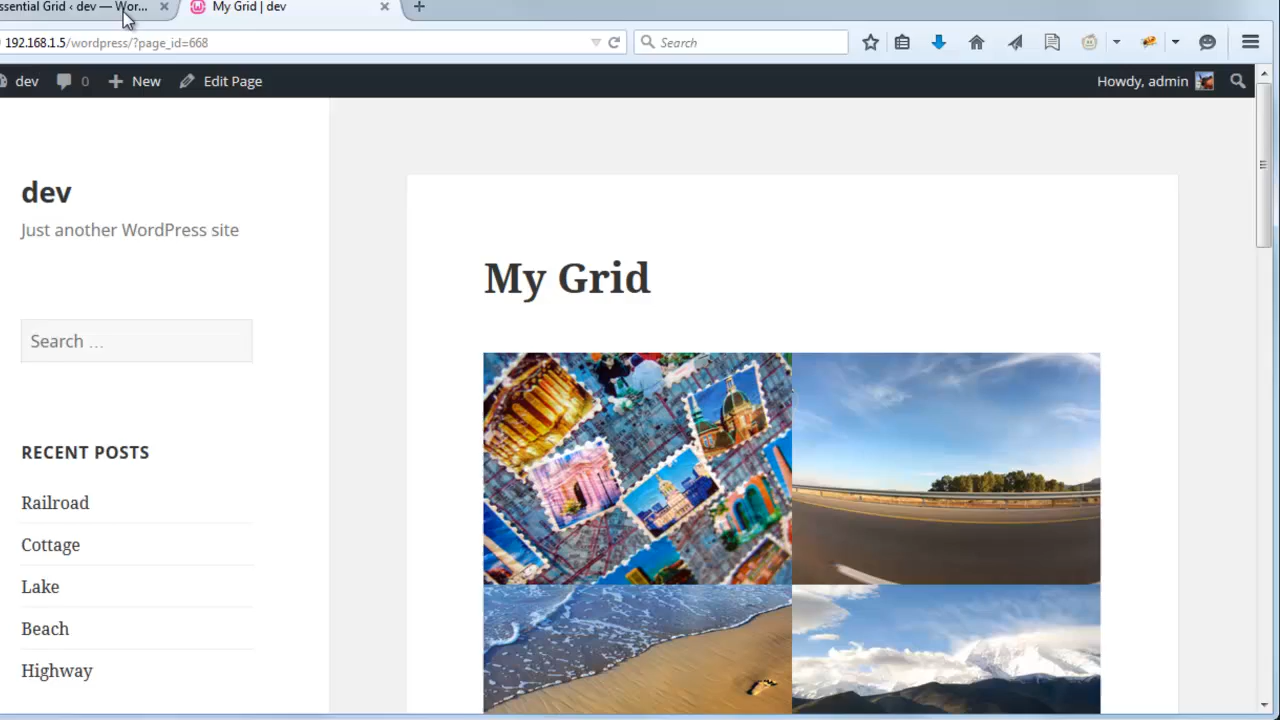 ssential Grid ‹ dev — Wor...
My Grid | dev
192.168.1.5/wordpress/?page_id=668
Search
dev
0
New
Edit Page
Howdy, admin
dev
Just another WordPress site
Search …
RECENT POSTS
Railroad
Cottage
Lake
Beach
Highway
My Grid